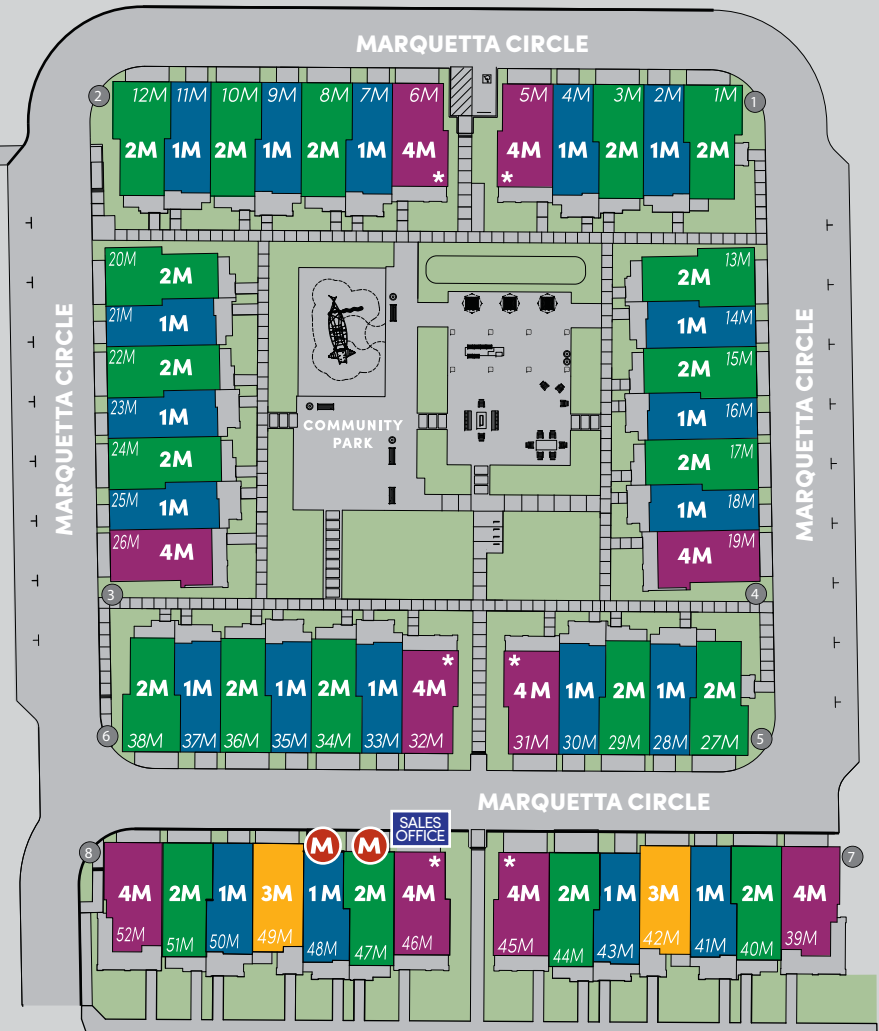 MARQUETTA CIRCLE
2
12M 11M 10M 9M 8M 7M 6M
2M 1M 2M 1M 2M 1M 4M
*
5M 4M 3M 2M 1M
4M 1M 2M 1M 2M
*
1
MARQUETTA CIRCLE
20M 2M
21M 1M
22M 2M
23M 1M
24M 2M
25M 1M
26M 4M
3
COMMUNITY
PARK
13M
2M
1M 14M
2M 15M
1M 16M
2M 17M
1M 18M
4M 19M
4
MARQUETTA CIRCLE
*
2M 1M 2M 1M 2M 1M 4M
38M 37M 36M 35M 34M 33M 32M
6
*
4M 1M 2M 1M 2M
31M 30M 29M 28M 27M
5
MARQUETTA CIRCLE
SALES
OFFICE
M M
8
*
4M 2M 1M 3M 1M 2M 4M
52M 51M 50M 49M 48M 47M 46M
*
7
4M 2M 1M 3M 1M 2M 4M
45M 44M 43M 42M 41M 40M 39M